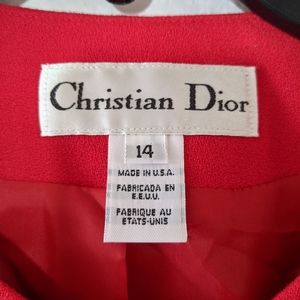 Christian Dior
14
MADE IN U.S.A.
FABRICADA EN
E.E.U.U.
FABRIQUE AU
ETATS-UNIS